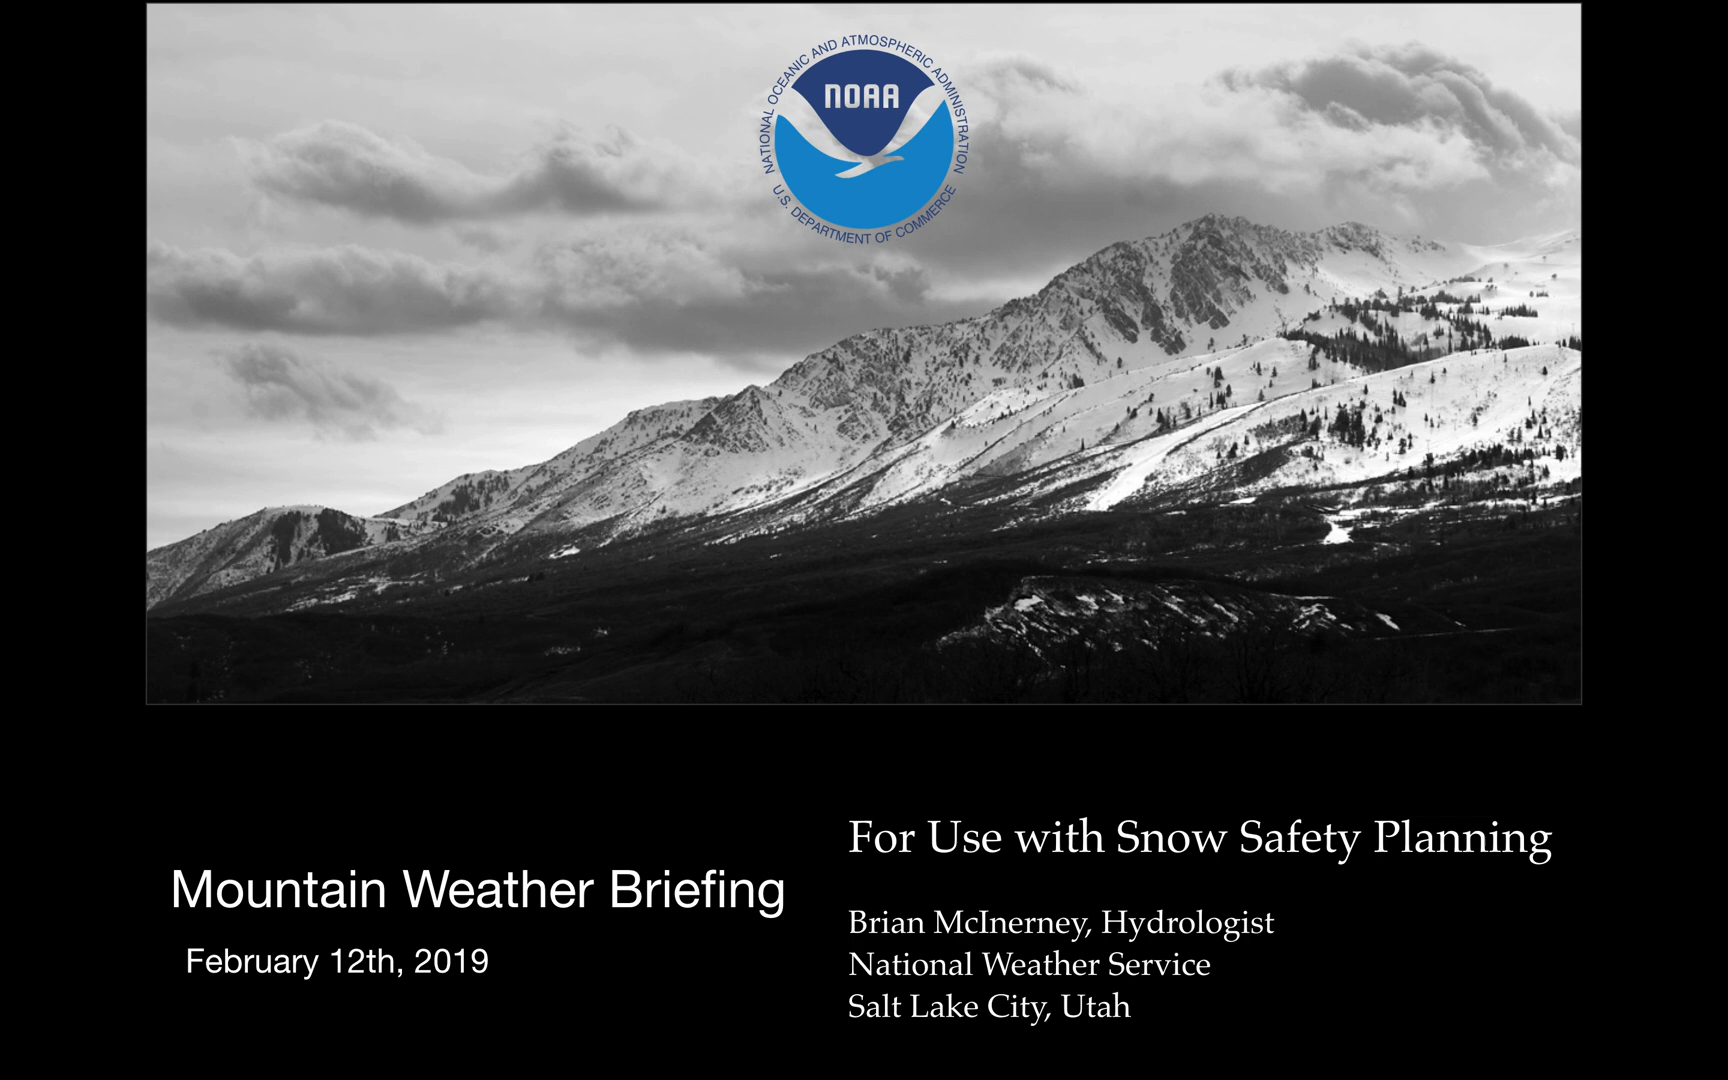 NATIONAL OCEANIC AND ATMOSPHERIC ADMINISTRATION
NOAA
U.S. DEPARTMENT OF COMMERCE
Mountain Weather Briefing
February 12th, 2019
For Use with Snow Safety Planning
Brian McInerney, Hydrologist
National Weather Service
Salt Lake City, Utah